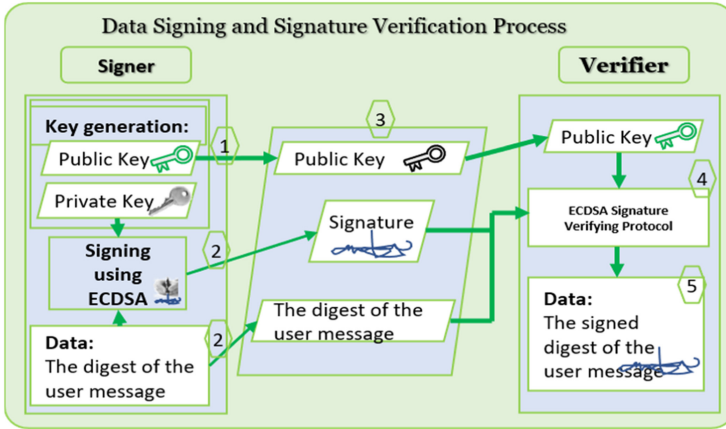 Data Signing and Signature Verification Process
Signer
Verifier
Key generation:
Public Key
Private Key
Signing
using
ECDSA
Data:
The digest of the
user message
1
2
2
3
Public Key
Signature
The digest of the
user message
Public Key
4
ECDSA Signature
Verifying Protocol
5
Data:
The signed
digest of the
user message